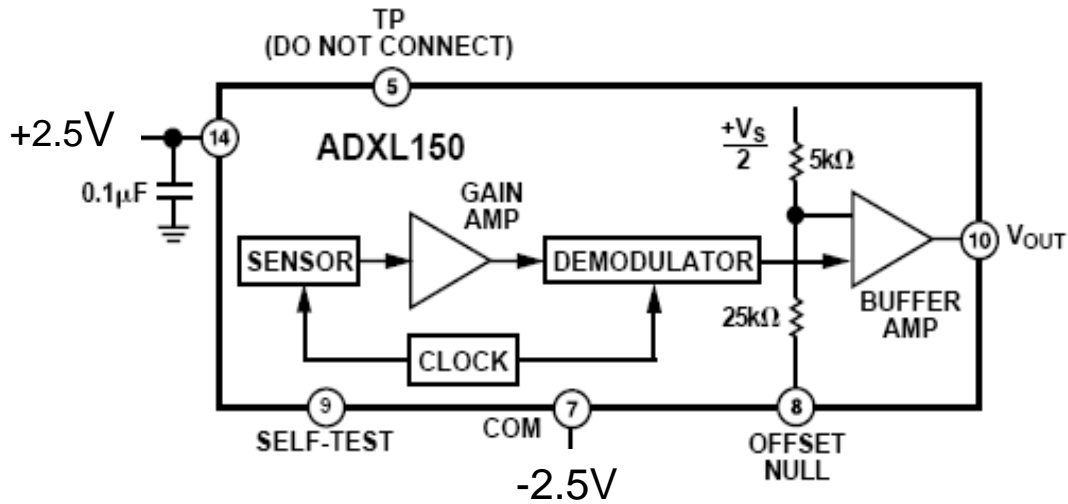 TP
(DO NOT CONNECT)
5
+2.5V
14
ADXL150
+VS
2
5kΩ
0.1µF
GAIN
AMP
SENSOR
DEMODULATOR
10
VOUT
25kΩ
BUFFER
AMP
CLOCK
9
7
8
SELF-TEST
COM
OFFSET
NULL
-2.5V